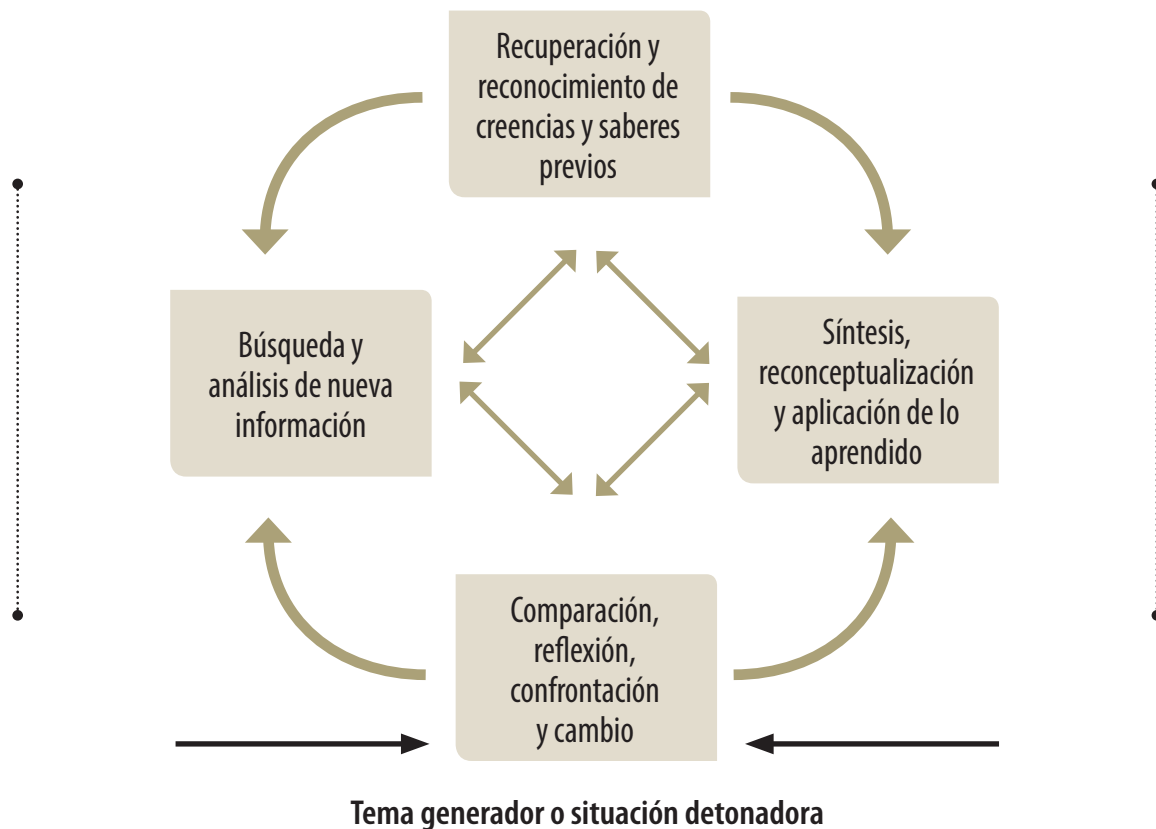 Recuperación y
reconocimiento de
creencias y saberes
previos
Búsqueda y
análisis de nueva
información
Síntesis,
reconceptualización
y aplicación de lo
aprendido
Comparación,
reflexión,
confrontación
y cambio
Tema generador o situación detonadora